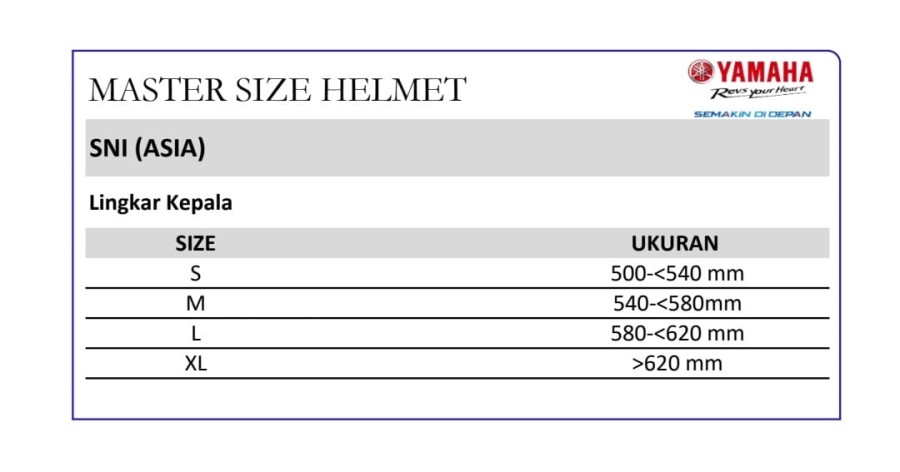 MASTER SIZE HELMET
YAMAHA
Revs your Heart
SEMAKIN DI DEPAN
SNI (ASIA)
Lingkar Kepala
SIZE UKURAN
S 500-<540 mm
M 540-<580mm
L 580-<620 mm
XL >620 mm